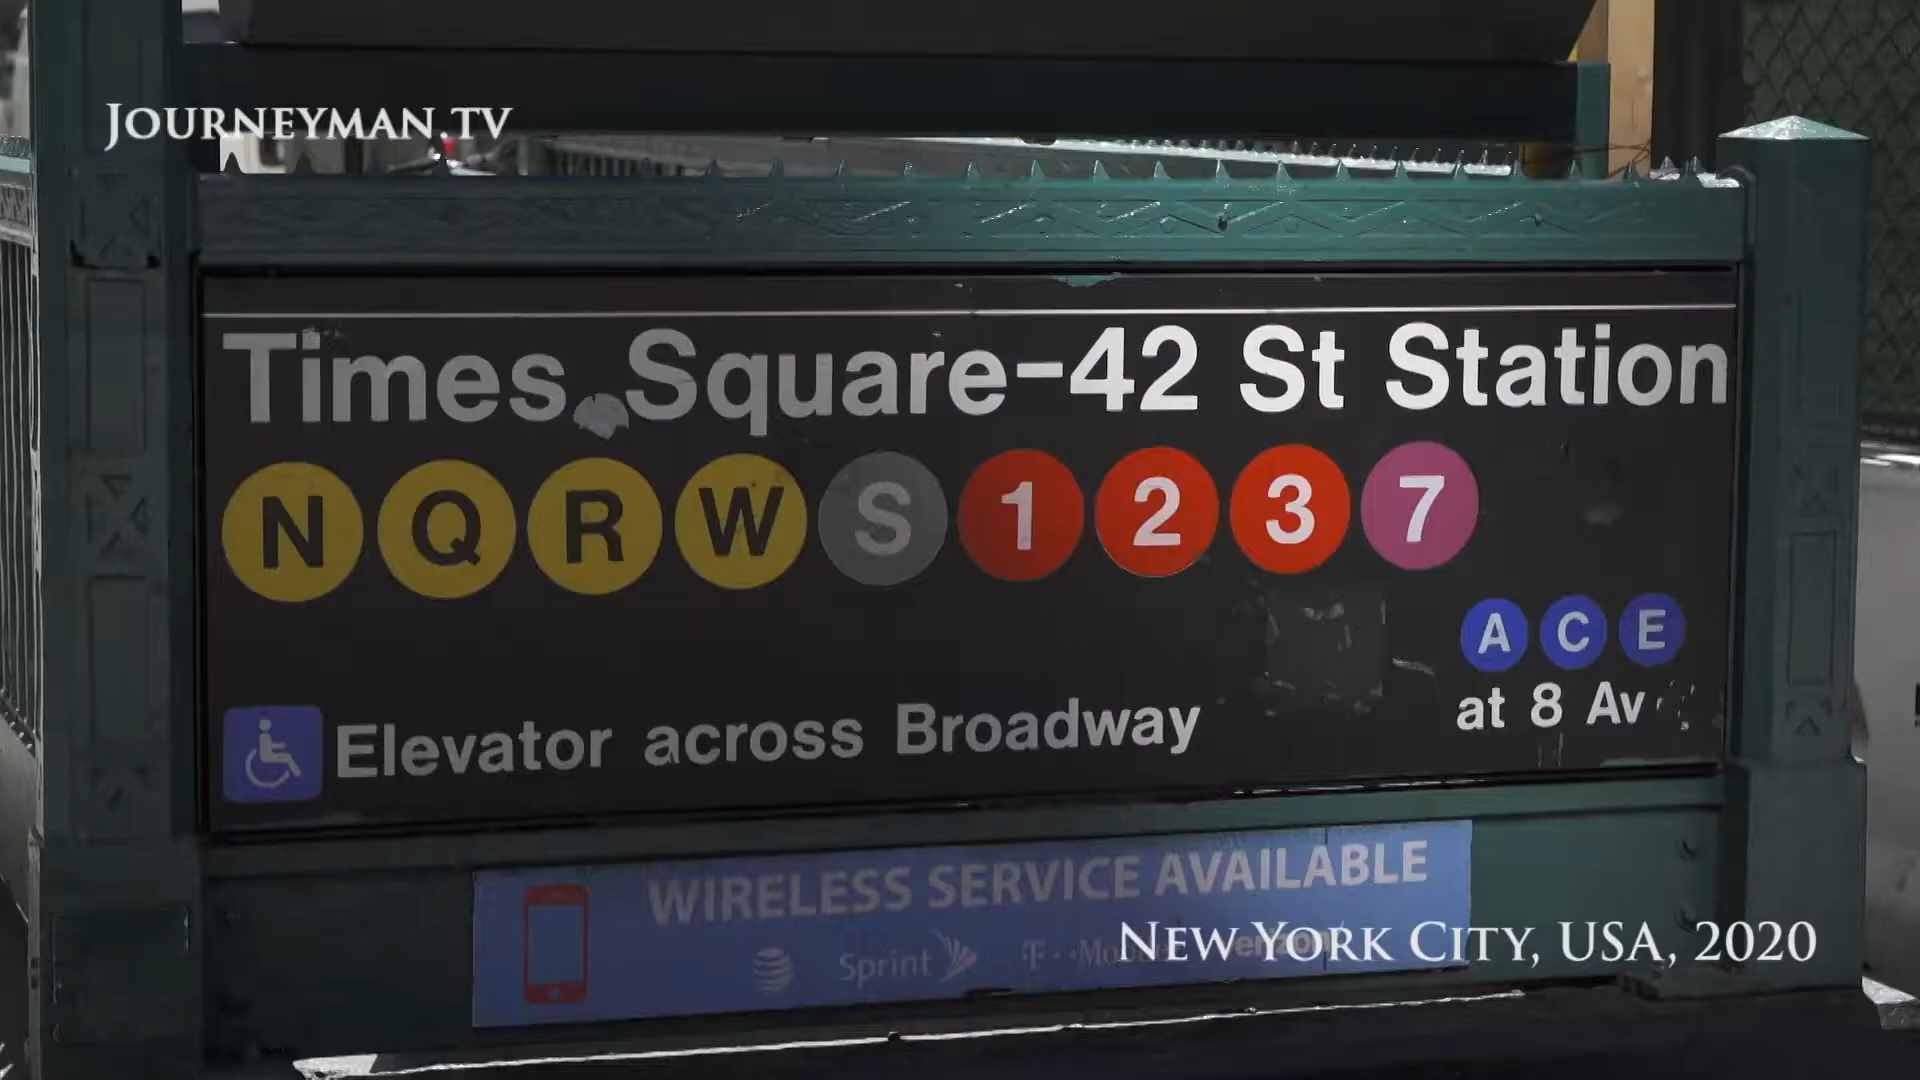 JOURNEYMAN.TV
Times Square-42 St Station
N Q R W S 1 2 3 7
A C E
at 8 Av
Elevator across Broadway
WIRELESS SERVICE AVAILABLE
Sprint
NEW YORK CITY, USA, 2020